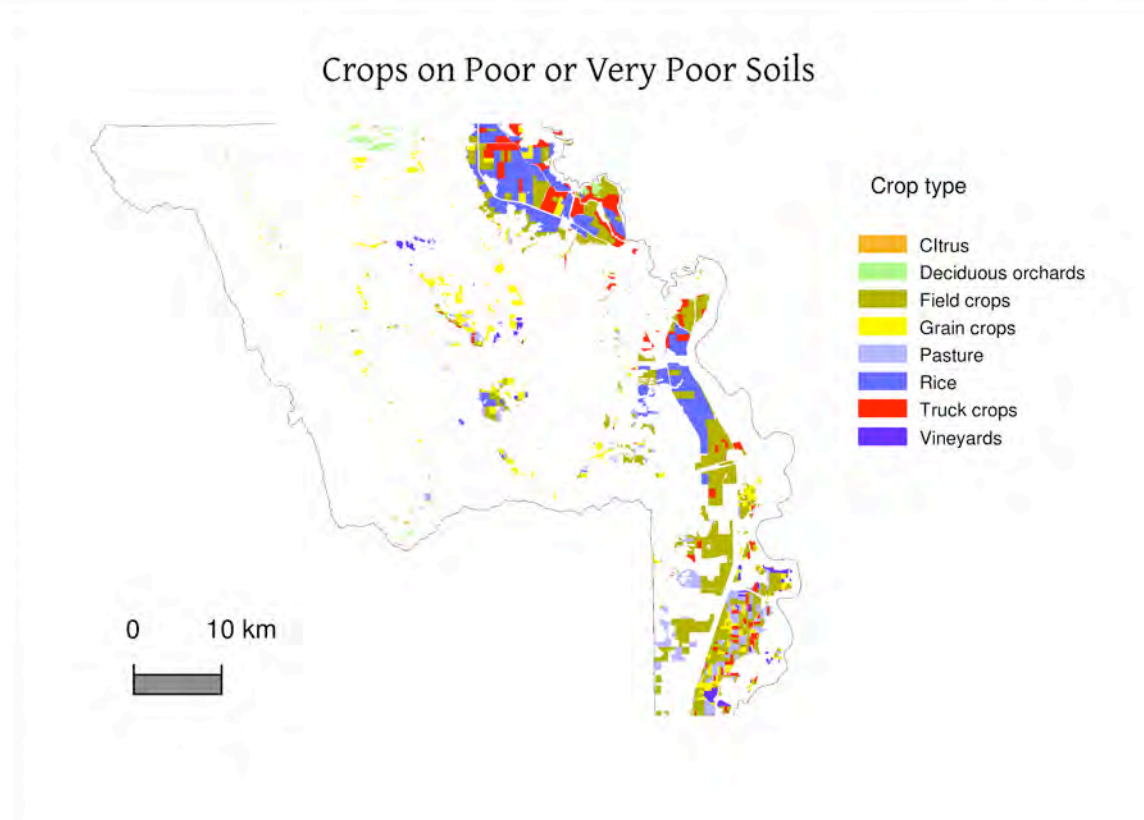 Crops on Poor or Very Poor Soils
Crop type
CItrus
Deciduous orchards
Field crops
Grain crops
Pasture
Rice
Truck crops
Vineyards
0 10 km